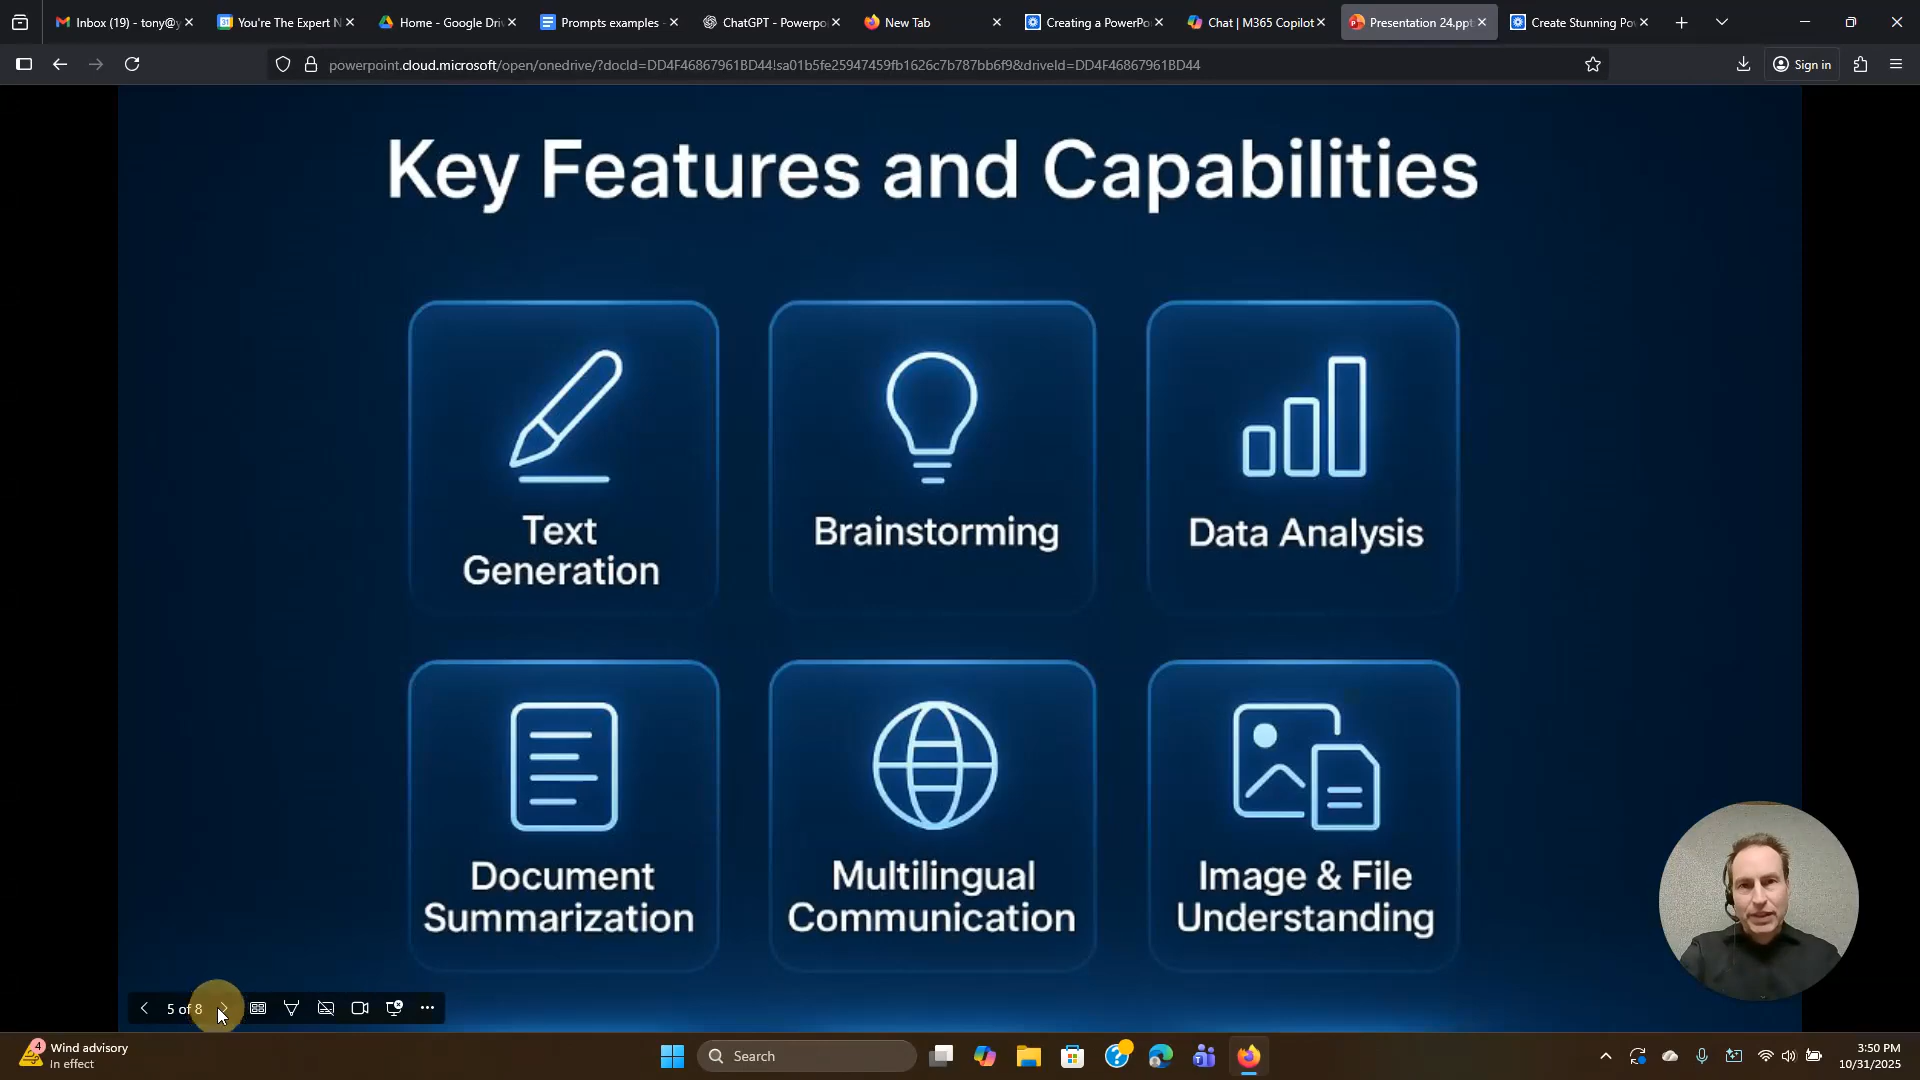 Inbox (19) - tony@y
You're The Expert N
Home - Google Driv
Prompts examples -
ChatGPT - Powerpo
New Tab
Creating a PowerPo
Chat | M365 Copilot
Presentation 24.ppt
Create Stunning Po
powerpoint.cloud.microsoft/open/onedrive/?docId=DD4F46867961BD44!sa01b5fe25947459fb1626c7b787bb6f9&driveId=DD4F46867961BD44
Sign in
Key Features and Capabilities
Text
Generation
Brainstorming
Data Analysis
Document
Summarization
Multilingual
Communication
Image & File
Understanding
5 of 8
4
Wind advisory
In effect
Search
3:50 PM
10/31/2025